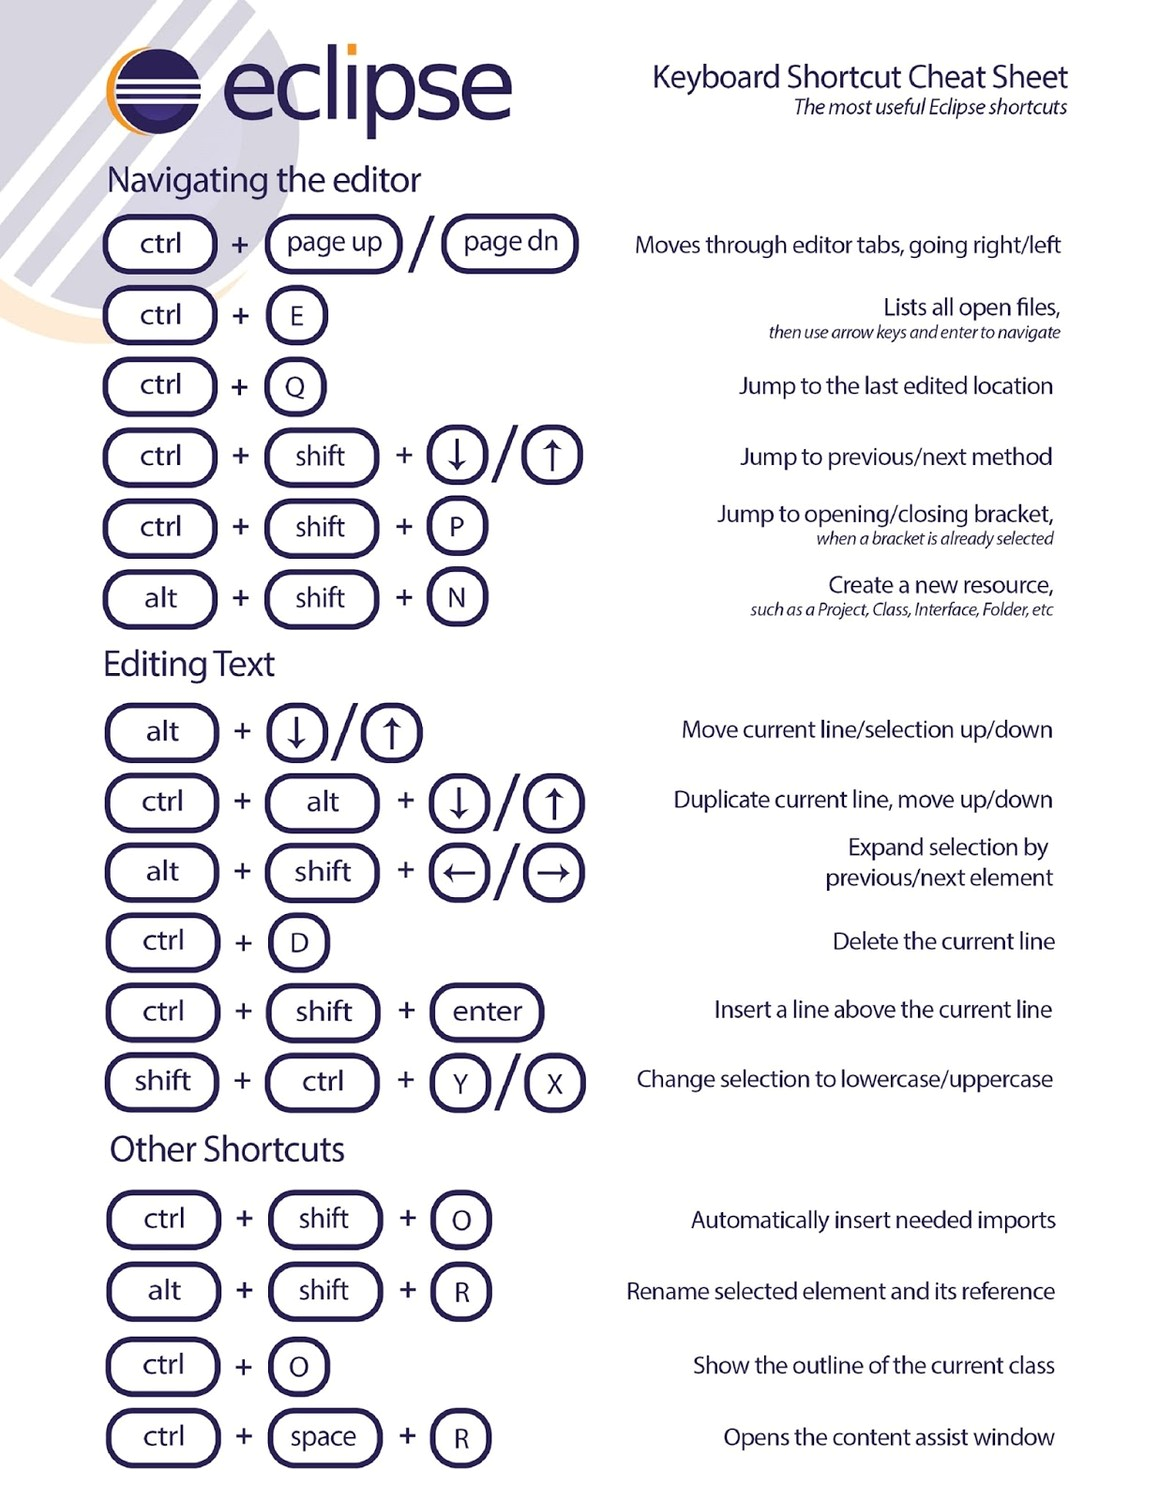 eclipse
Keyboard Shortcut Cheat Sheet
The most useful Eclipse shortcuts
Navigating the editor
ctrl + page up / page dn Moves through editor tabs, going right/left
ctrl + E Lists all open files,
then use arrow keys and enter to navigate
ctrl + Q Jump to the last edited location
ctrl + shift + ↓ / ↑ Jump to previous/next method
ctrl + shift + P Jump to opening/closing bracket,
when a bracket is already selected
alt + shift + N Create a new resource,
such as a Project, Class, Interface, Folder, etc
Editing Text
alt + ↓ / ↑ Move current line/selection up/down
ctrl + alt + ↓ / ↑ Duplicate current line, move up/down
alt + shift + ← / → Expand selection by
previous/next element
ctrl + D Delete the current line
ctrl + shift + enter Insert a line above the current line
shift + ctrl + Y / X Change selection to lowercase/uppercase
Other Shortcuts
ctrl + shift + O Automatically insert needed imports
alt + shift + R Rename selected element and its reference
ctrl + O Show the outline of the current class
ctrl + space + R Opens the content assist window